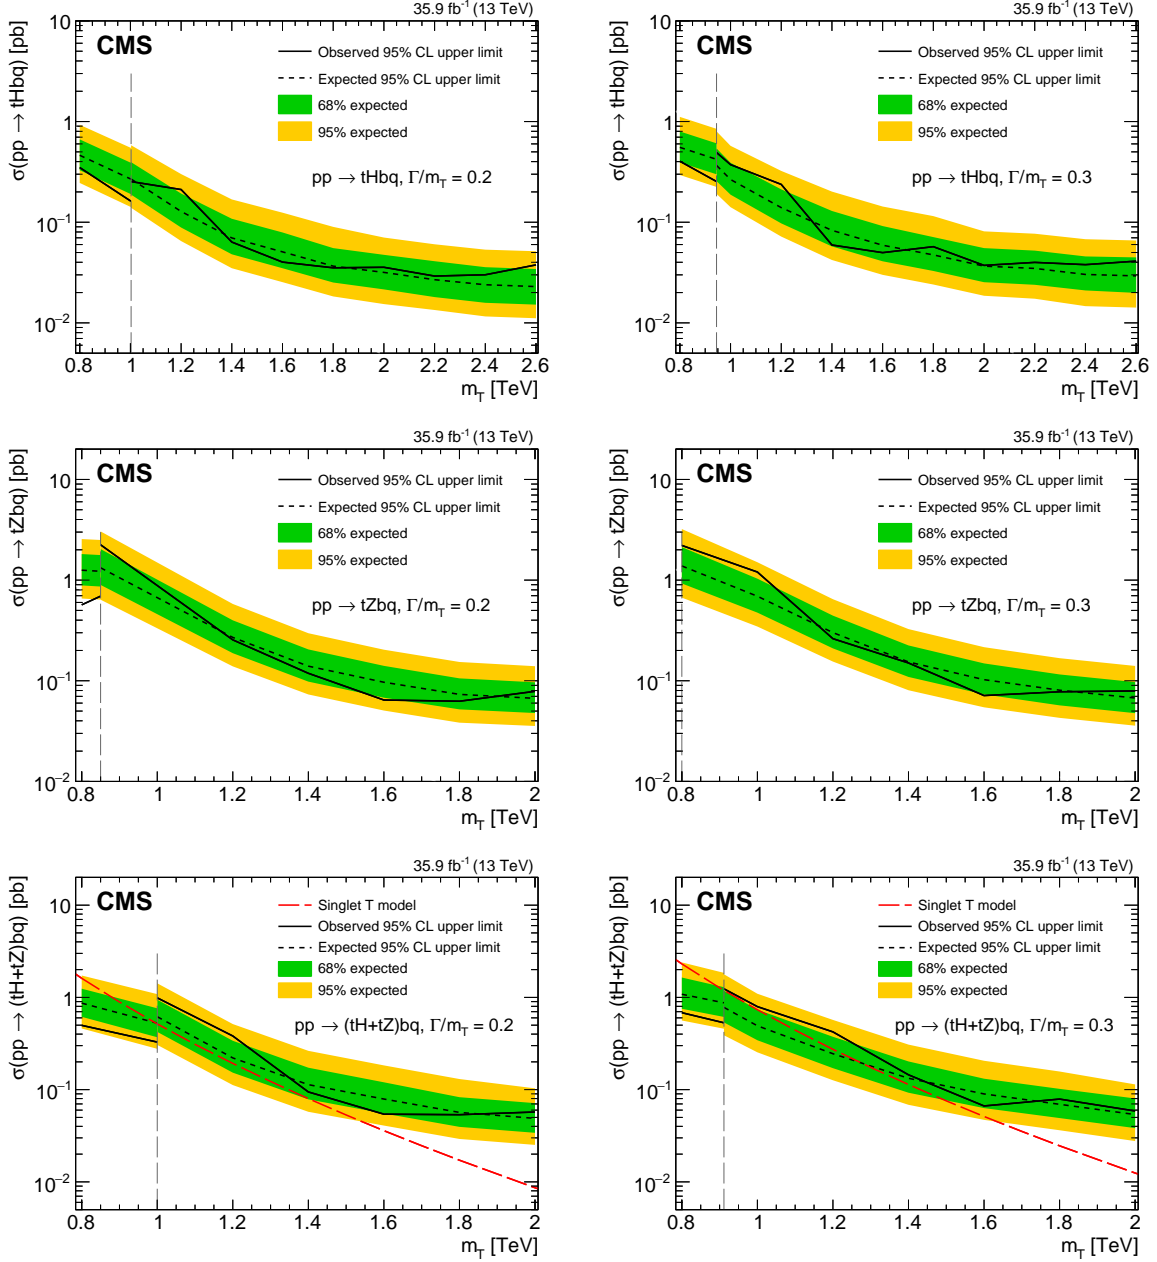 35.9 fb⁻¹ (13 TeV)
CMS
Observed 95% CL upper limit
Expected 95% CL upper limit
68% expected
95% expected
pp → tHbq, Γ/m_T = 0.2
σ(pp → tHbq) [pb]
10
1
10⁻¹
10⁻²
0.8 1 1.2 1.4 1.6 1.8 2 2.2 2.4 2.6
m_T [TeV]
35.9 fb⁻¹ (13 TeV)
CMS
Observed 95% CL upper limit
Expected 95% CL upper limit
68% expected
95% expected
pp → tHbq, Γ/m_T = 0.3
σ(pp → tHbq) [pb]
10
1
10⁻¹
10⁻²
0.8 1 1.2 1.4 1.6 1.8 2 2.2 2.4 2.6
m_T [TeV]
35.9 fb⁻¹ (13 TeV)
CMS
Observed 95% CL upper limit
Expected 95% CL upper limit
68% expected
95% expected
pp → tZbq, Γ/m_T = 0.2
σ(pp → tZbq) [pb]
10
1
10⁻¹
10⁻²
0.8 1 1.2 1.4 1.6 1.8 2
m_T [TeV]
35.9 fb⁻¹ (13 TeV)
CMS
Observed 95% CL upper limit
Expected 95% CL upper limit
68% expected
95% expected
pp → tZbq, Γ/m_T = 0.3
σ(pp → tZbq) [pb]
10
1
10⁻¹
10⁻²
0.8 1 1.2 1.4 1.6 1.8 2
m_T [TeV]
35.9 fb⁻¹ (13 TeV)
CMS
Singlet T model
Observed 95% CL upper limit
Expected 95% CL upper limit
68% expected
95% expected
pp → (tH+tZ)bq, Γ/m_T = 0.2
σ(pp → (tH+tZ)bq) [pb]
10
1
10⁻¹
10⁻²
0.8 1 1.2 1.4 1.6 1.8 2
m_T [TeV]
35.9 fb⁻¹ (13 TeV)
CMS
Singlet T model
Observed 95% CL upper limit
Expected 95% CL upper limit
68% expected
95% expected
pp → (tH+tZ)bq, Γ/m_T = 0.3
σ(pp → (tH+tZ)bq) [pb]
10
1
10⁻¹
10⁻²
0.8 1 1.2 1.4 1.6 1.8 2
m_T [TeV]